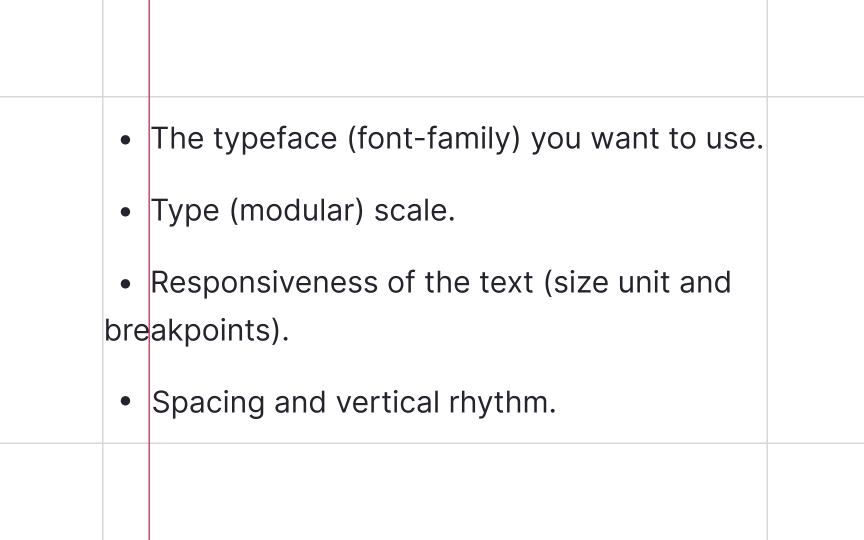 • The typeface (font-family) you want to use.
• Type (modular) scale.
• Responsiveness of the text (size unit and
breakpoints).
• Spacing and vertical rhythm.